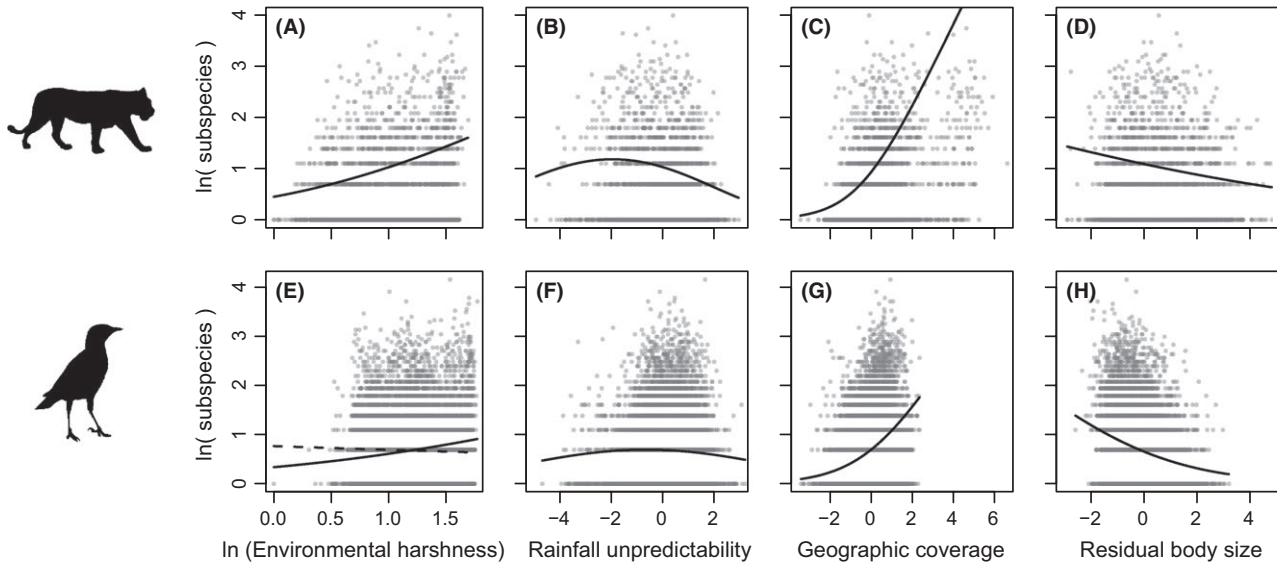 (A) (B) (C) (D)
ln( subspecies )
4
3
2
1
0
(E) (F) (G) (H)
ln( subspecies )
4
3
2
1
0
0.0 0.5 1.0 1.5 −4 −2 0 2 −2 0 2 4 6 −2 0 2 4
ln (Environmental harshness) Rainfall unpredictability Geographic coverage Residual body size